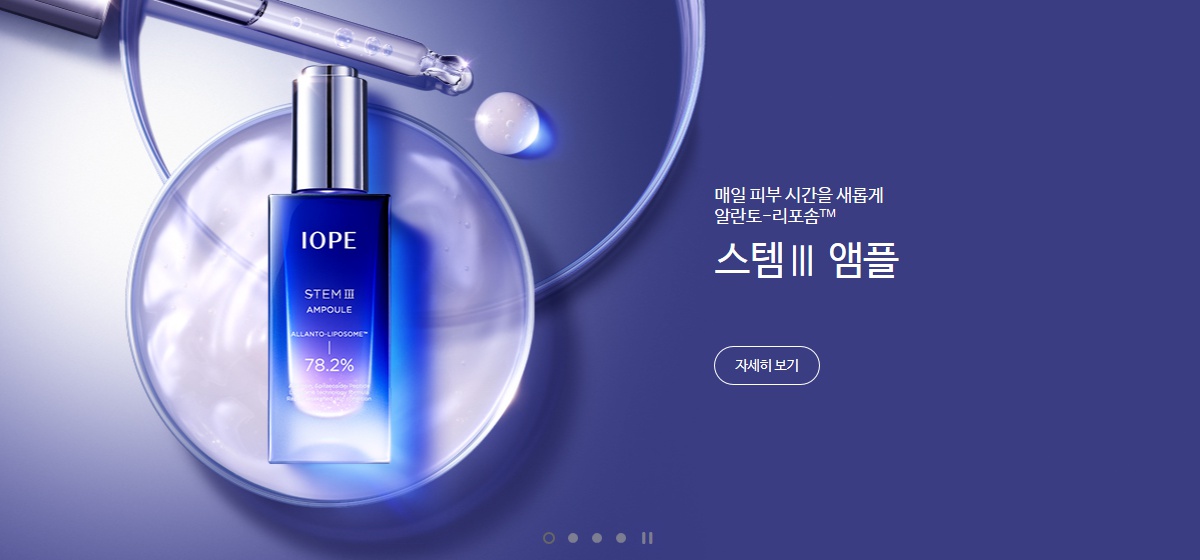 IOPE
STEM Ⅲ
AMPOULE
ALLANTO-LIPOSOME™
78.2%
매일 피부 시간을 새롭게
알란토-리포솜™
스템Ⅲ 앰플
자세히 보기